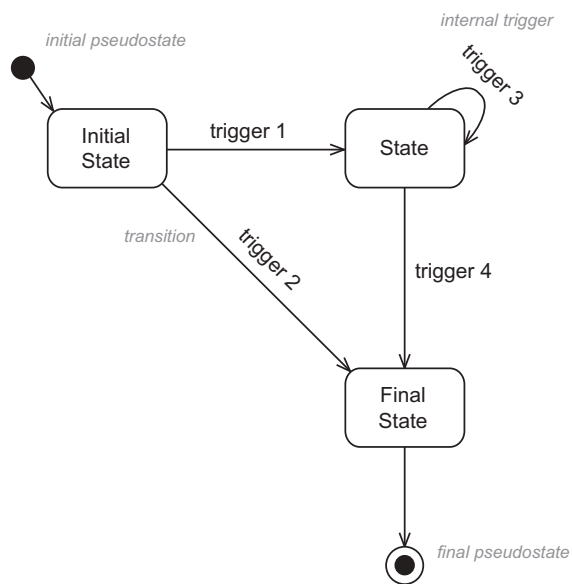 internal trigger
initial pseudostate
trigger 3
trigger 1
Initial
State
State
transition
trigger 2
trigger 4
Final
State
final pseudostate